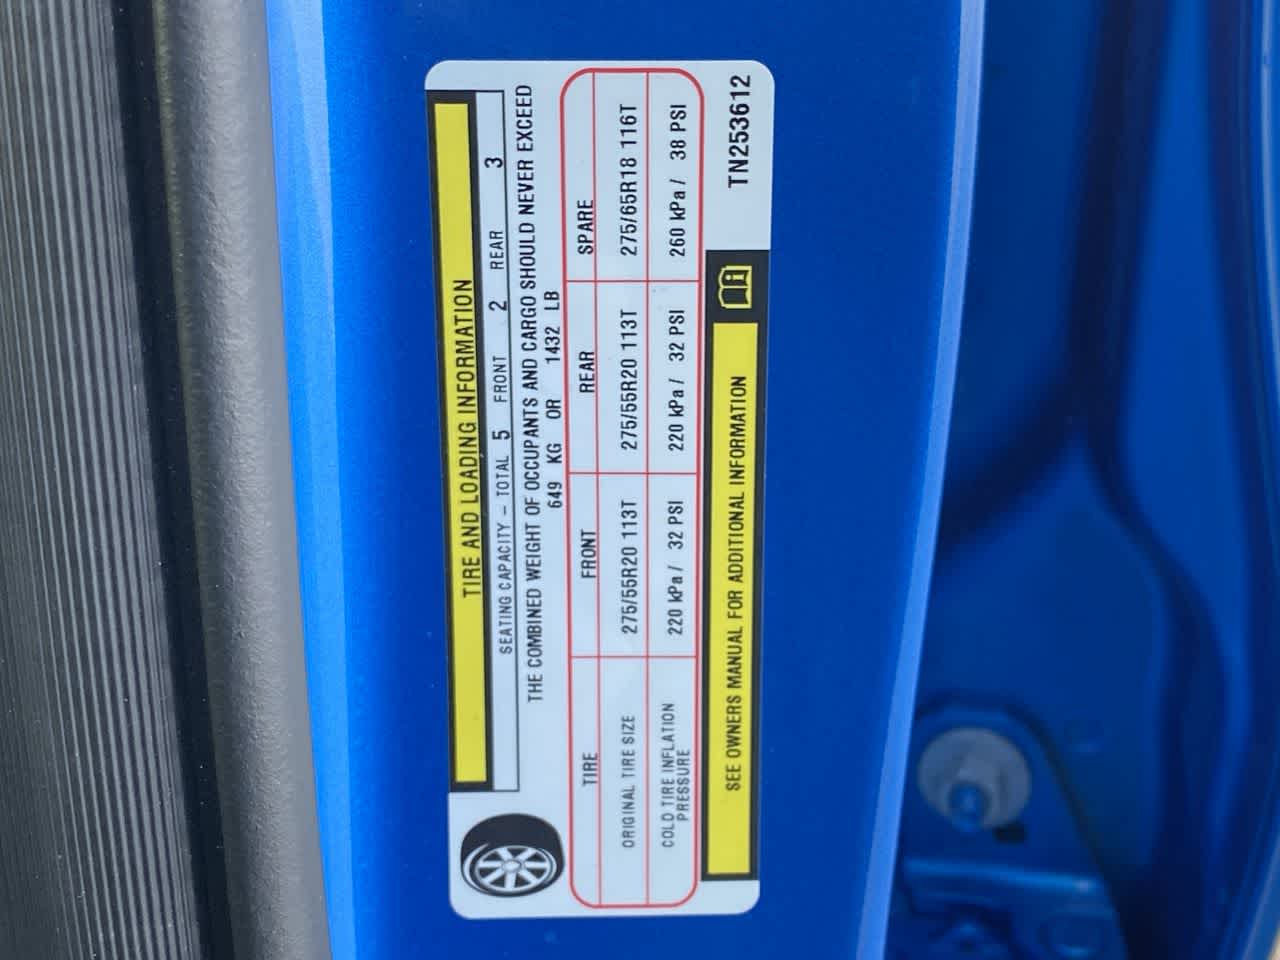 TIRE AND LOADING INFORMATION
SEATING CAPACITY - TOTAL 5 FRONT 2 REAR 3
THE COMBINED WEIGHT OF OCCUPANTS AND CARGO SHOULD NEVER EXCEED
649 KG OR 1432 LB
TIRE FRONT REAR SPARE
ORIGINAL TIRE SIZE 275/55R20 113T 275/55R20 113T 275/65R18 116T
COLD TIRE INFLATION
PRESSURE 220 kPa / 32 PSI 220 kPa / 32 PSI 260 kPa / 38 PSI
SEE OWNERS MANUAL FOR ADDITIONAL INFORMATION
TN253612